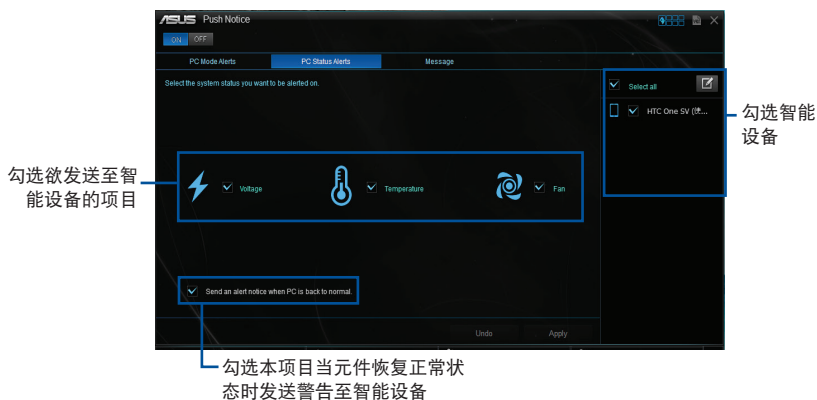 ASUS Push Notice
ON OFF
PC Mode Alerts PC Status Alerts Message
Select the system status you want to be alerted on.
Select all
HTC One SV (使...
勾选智能
设备
勾选欲发送至智
能设备的项目
Voltage Temperature Fan
Send an alert notice when PC is back to normal.
Undo Apply
勾选本项目当元件恢复正常状
态时发送警告至智能设备